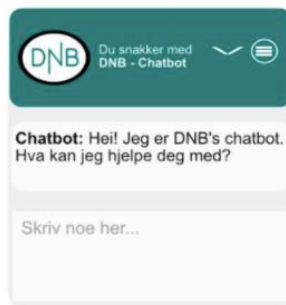 DNB
Du snakker med
DNB - Chatbot
Chatbot: Hei! Jeg er DNB's chatbot.
Hva kan jeg hjelpe deg med?
Skriv noe her...